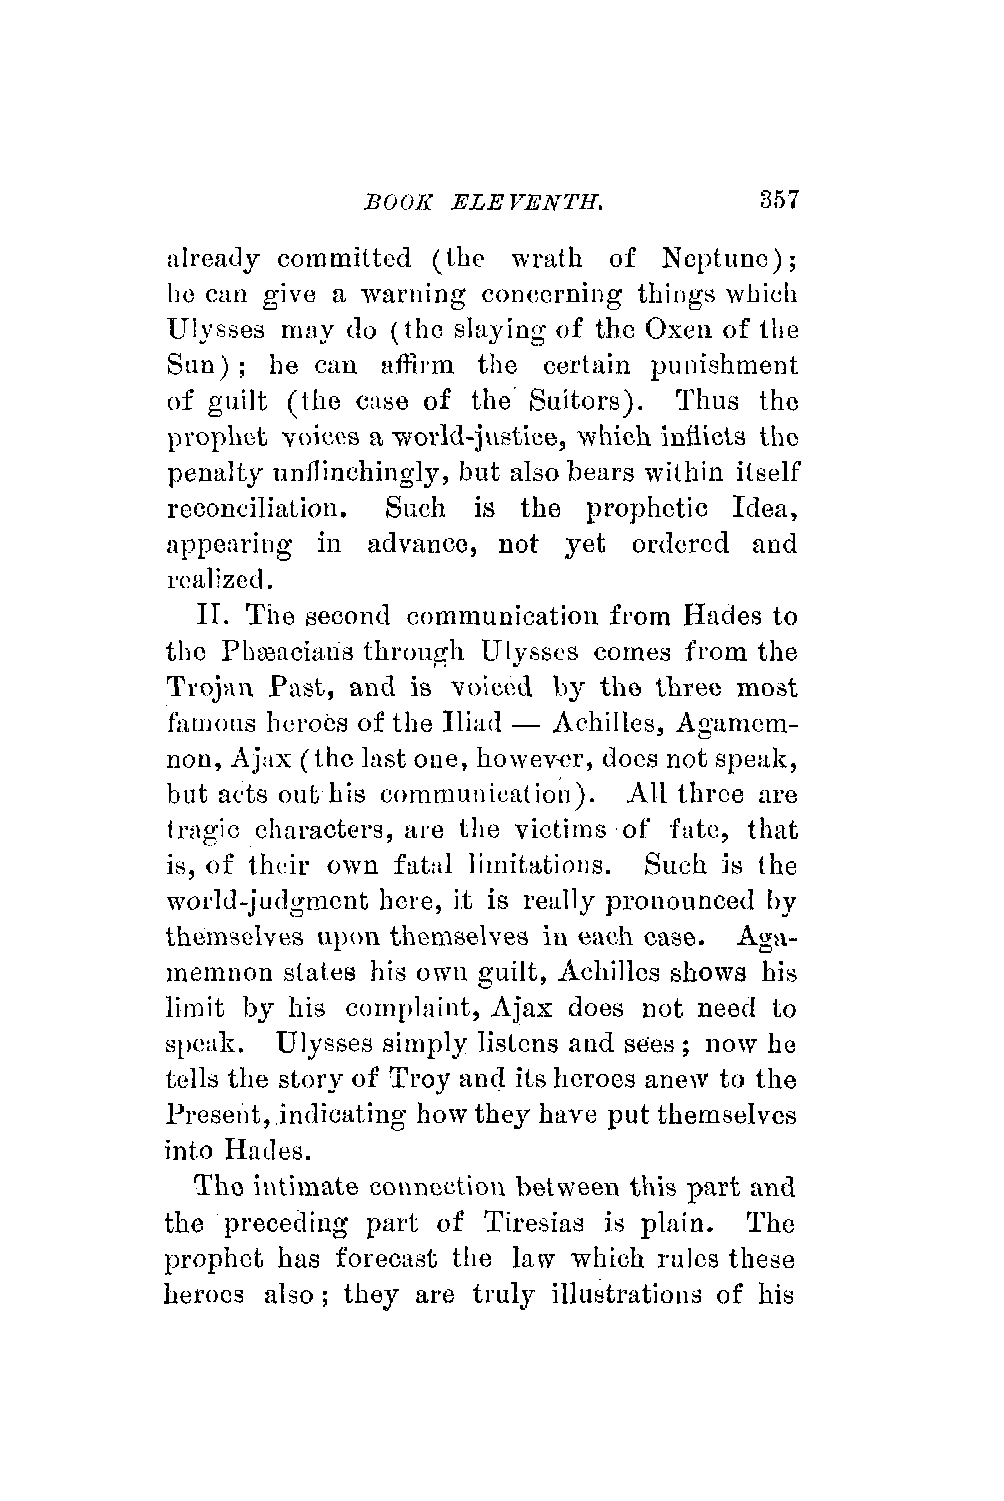 BOOK ELEVENTH. 357
already committed (the wrath of Neptune);
he can give a warning concerning things which
Ulysses may do (the slaying of the Oxen of the
Sun); he can affirm the certain punishment
of guilt (the case of the Suitors). Thus the
prophet voices a world-justice, which inflicts the
penalty unflinchingly, but also bears within itself
reconciliation. Such is the prophetic Idea,
appearing in advance, not yet ordered and
realized.
II. The second communication from Hades to
the Phæacians through Ulysses comes from the
Trojan Past, and is voiced by the three most
famous heroes of the Iliad — Achilles, Agamem-
non, Ajax (the last one, however, does not speak,
but acts out his communication). All three are
tragic characters, are the victims of fate, that
is, of their own fatal limitations. Such is the
world-judgment here, it is really pronounced by
themselves upon themselves in each case. Aga-
memnon states his own guilt, Achilles shows his
limit by his complaint, Ajax does not need to
speak. Ulysses simply listens and sees; now he
tells the story of Troy and its heroes anew to the
Present, indicating how they have put themselves
into Hades.
The intimate connection between this part and
the preceding part of Tiresias is plain. The
prophet has forecast the law which rules these
heroes also; they are truly illustrations of his